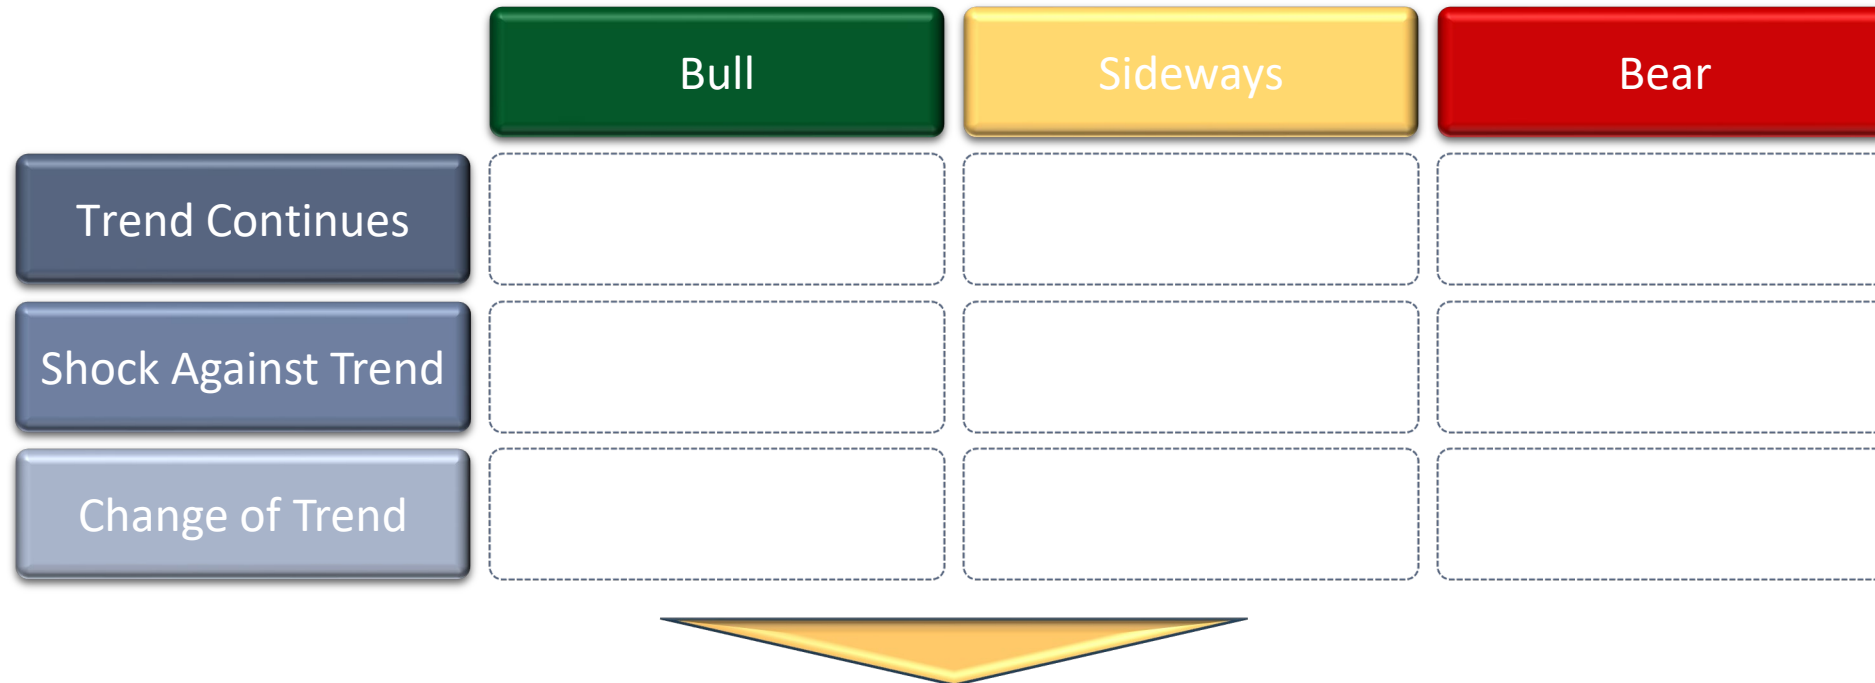 Bull
Sideways
Bear
Trend Continues
Shock Against Trend
Change of Trend